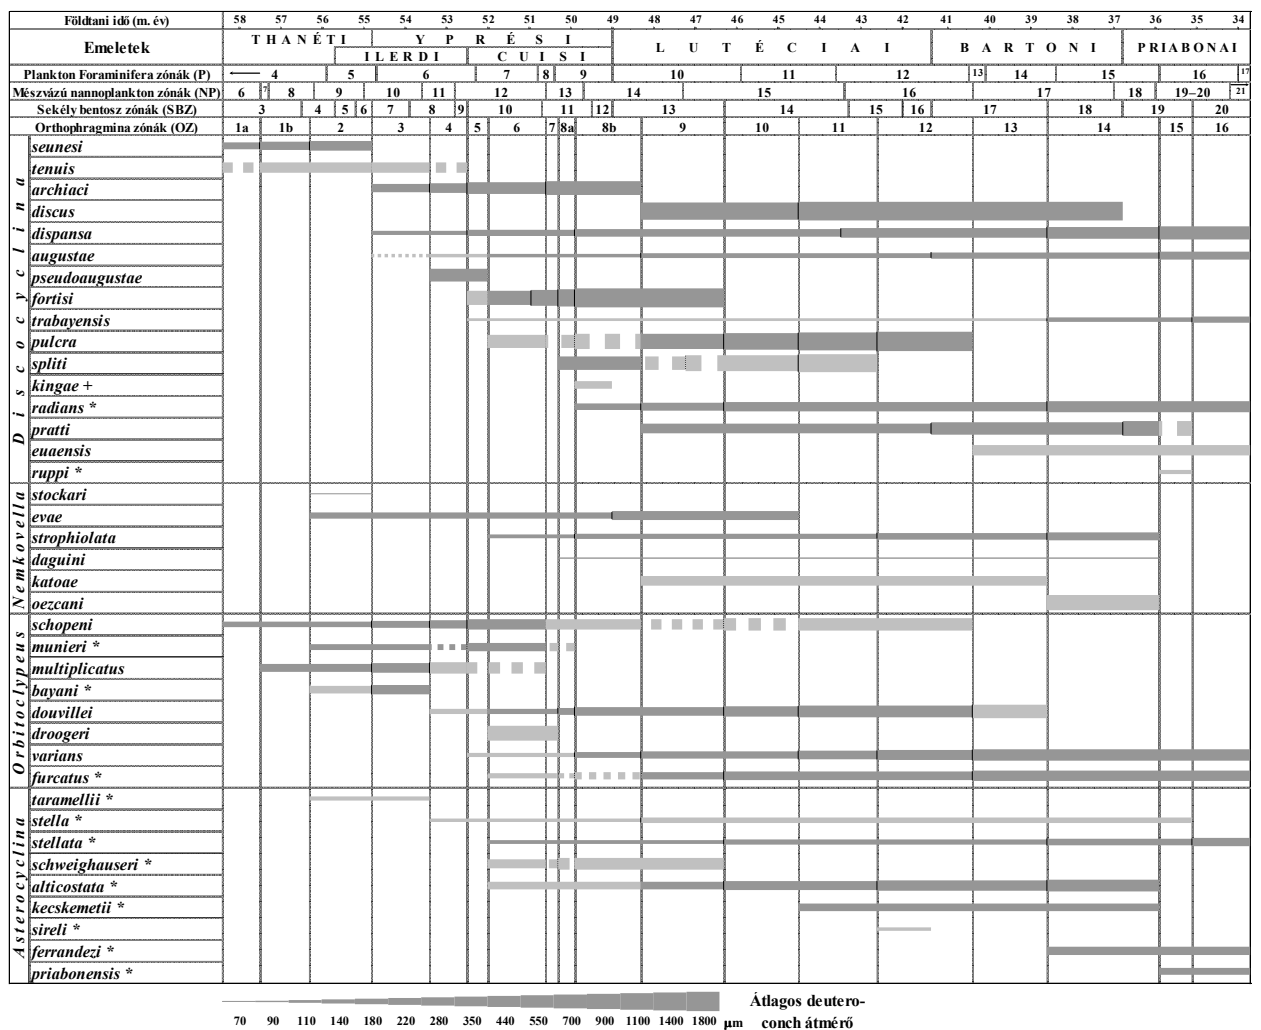 Földtani idő (m. év) 58 57 56 55 54 53 52 51 50 49 48 47 46 45 44 43 42 41 40 39 38 37 36 35 34
Emeletek THANÉTI YPRÉSI LUTÉCIAI BARTONI PRIABONAI
ILERDI CUISI
Plankton Foraminifera zónák (P) 4 5 6 7 8 9 10 11 12 13 14 15 16 17
Mészvázú nannoplankton zónák (NP) 6 7 8 9 10 11 12 13 14 15 16 17 18 19–20 21
Sekély bentosz zónák (SBZ) 3 4 5 6 7 8 9 10 11 12 13 14 15 16 17 18 19 20
Orthophragmina zónák (OZ) 1a 1b 2 3 4 5 6 7 8a 8b 9 10 11 12 13 14 15 16
Discocyclina
seunesi
tenuis
archiaci
discus
dispansa
augustae
pseudoaugustae
fortisi
trabayensis
pulcra
spliti
kingae +
radians *
pratti
euaensis
ruppi *
Nemkovella
stockari
evae
strophiolata
daguini
katoae
oezcani
Orbitoclypeus
schopeni
munieri *
multiplicatus
bayani *
douvillei
droogeri
varians
furcatus *
Asterocyclina
taramellii *
stella *
stellata *
schweighauseri *
alticostata *
kecskemetii *
sireli *
ferrandezi *
priabonensis *
Átlagos deutero-
70 90 110 140 180 220 280 350 440 550 700 900 1100 1400 1800 µm conch átmérő